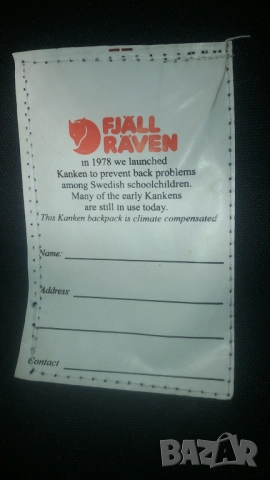 FJÄLL
RÄVEN
in 1978 we launched
Kanken to prevent back problems
among Swedish schoolchildren.
Many of the early Kankens
are still in use today.
This Kanken backpack is climate compensated
Name:
Address
Contact
BAZAR
bg